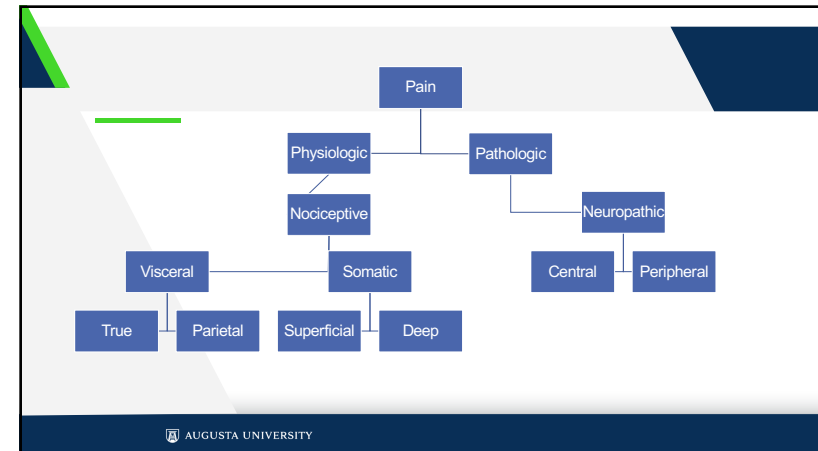 Pain
Physiologic
Pathologic
Nociceptive
Neuropathic
Visceral
Somatic
Central
Peripheral
True
Parietal
Superficial
Deep
AUGUSTA UNIVERSITY